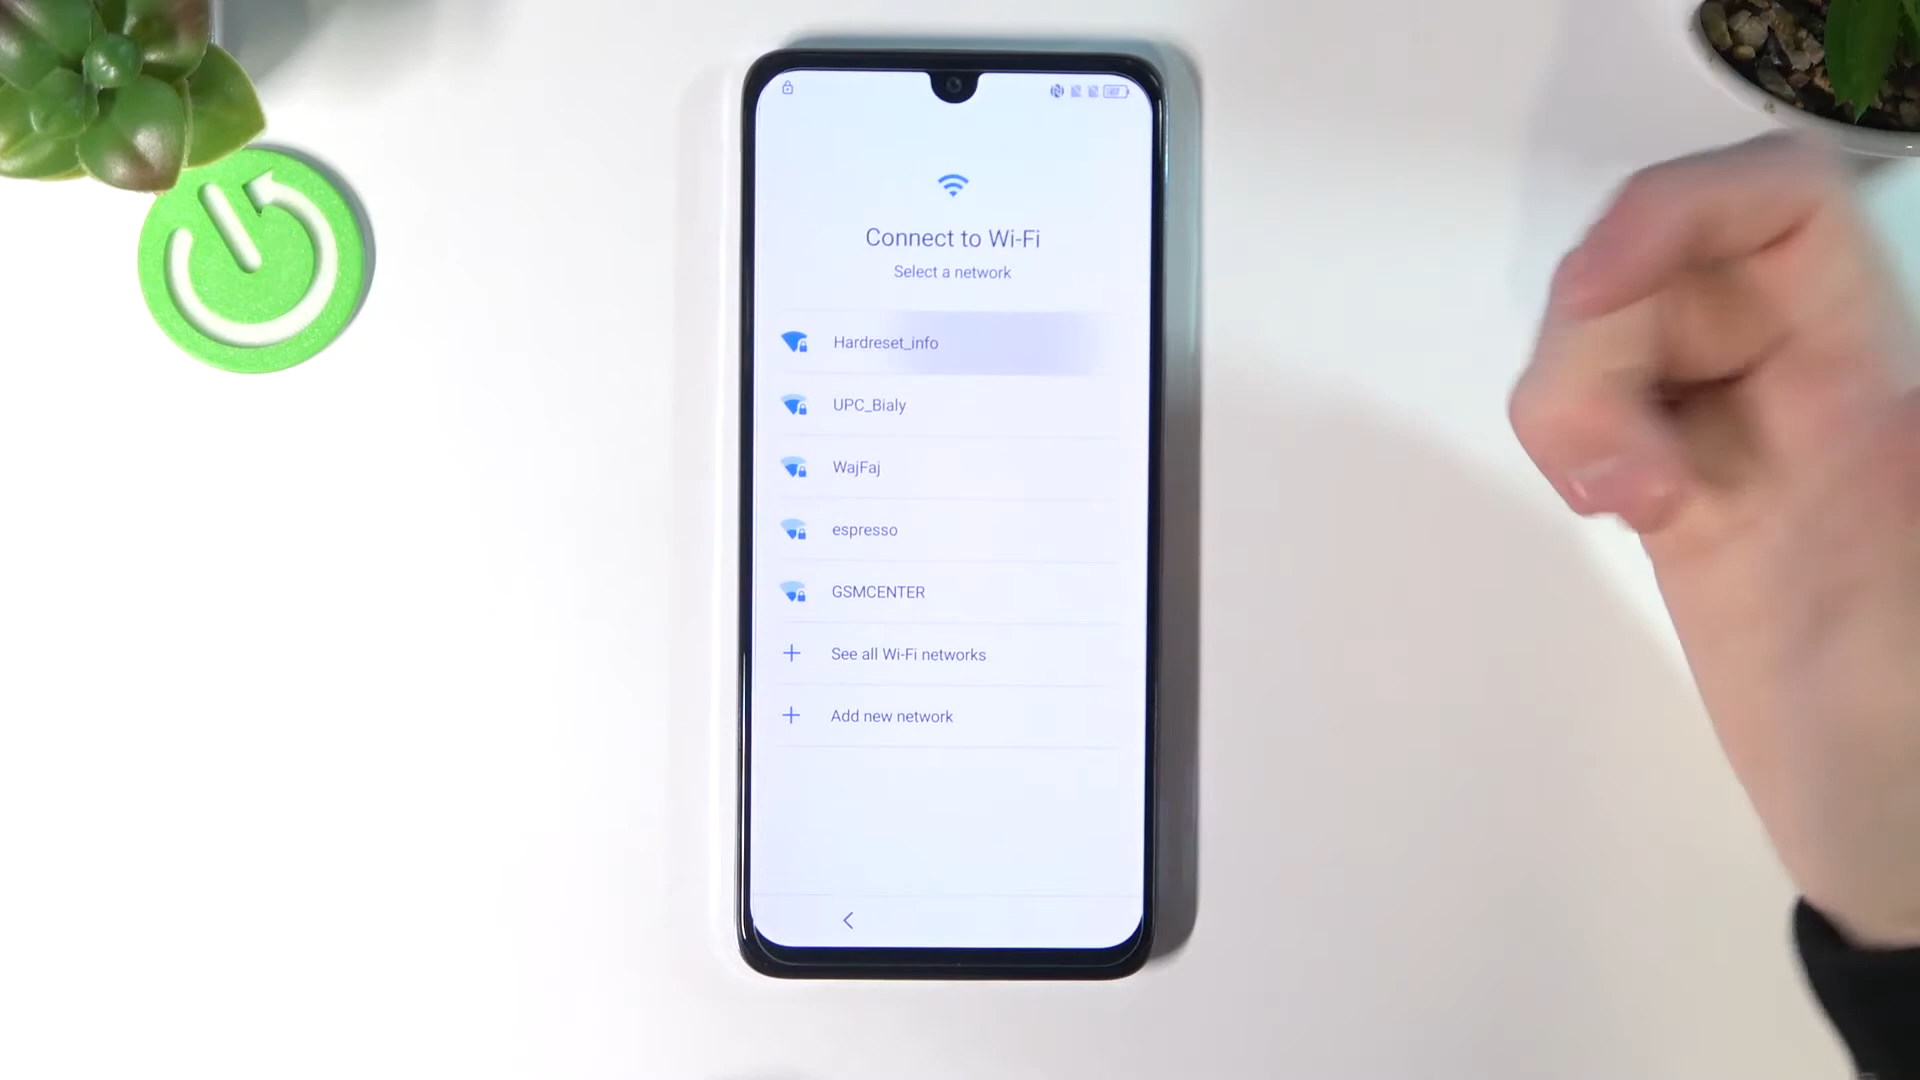 Connect to Wi-Fi
Select a network
Hardreset_info
UPC_Bialy
WajFaj
espresso
GSMCENTER
See all Wi-Fi networks
Add new network